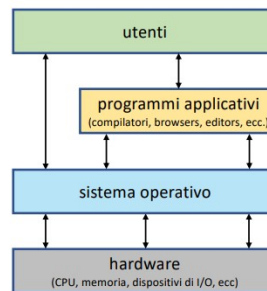 utenti
programmi applicativi
(compilatori, browsers, editors, ecc.)
sistema operativo
hardware
(CPU, memoria, dispositivi di I/O, ecc)